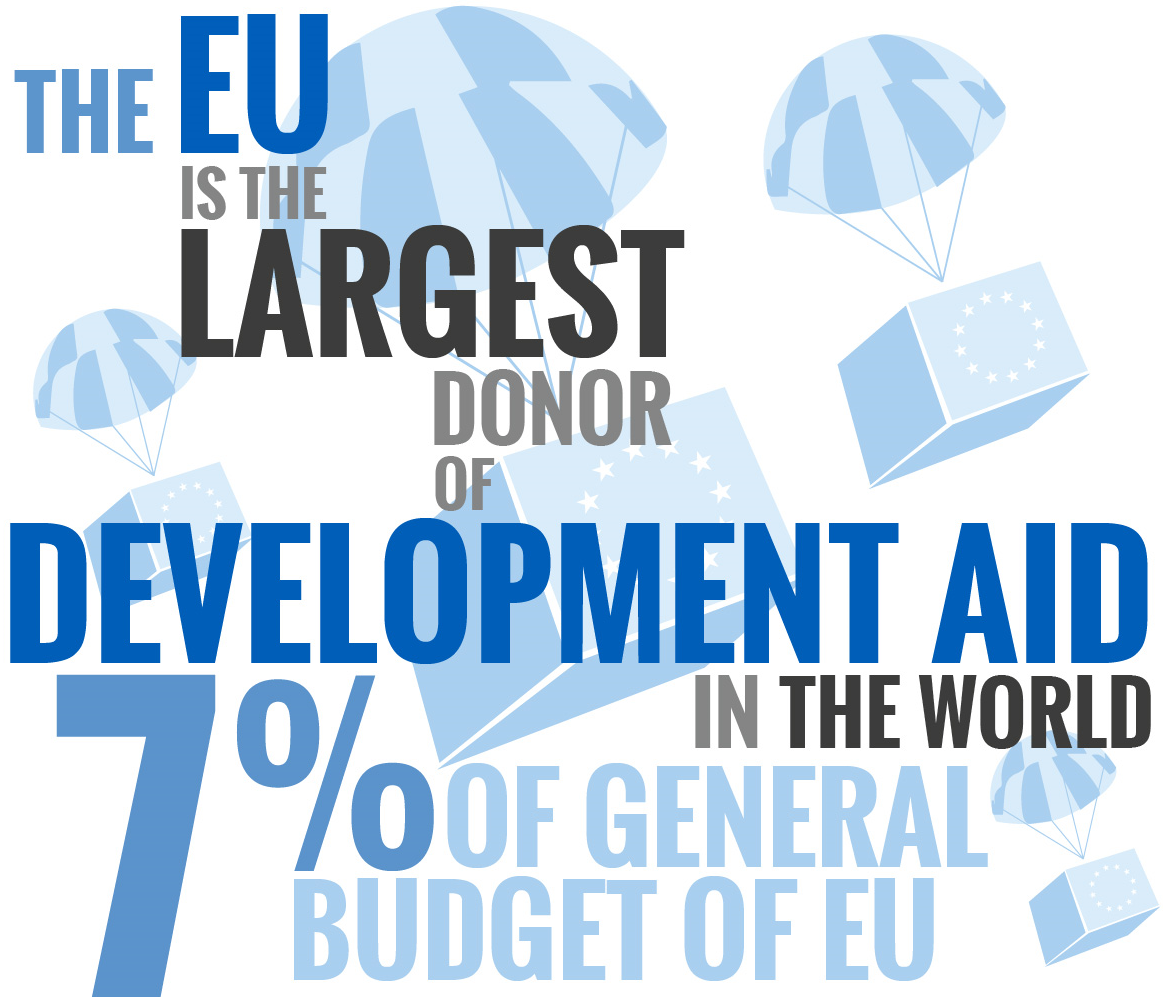 THE EU
IS THE
LARGEST
DONOR
OF
DEVELOPMENT AID
IN THE WORLD
7% OF GENERAL
BUDGET OF EU